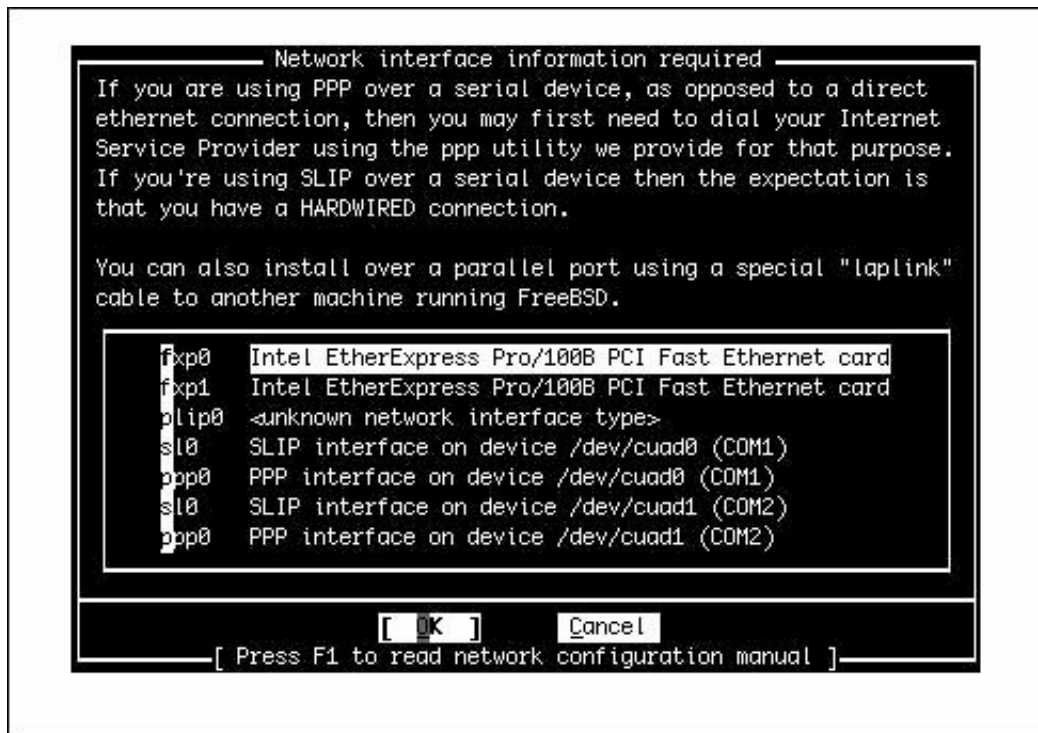 Network interface information required
If you are using PPP over a serial device, as opposed to a direct
ethernet connection, then you may first need to dial your Internet
Service Provider using the ppp utility we provide for that purpose.
If you're using SLIP over a serial device then the expectation is
that you have a HARDWIRED connection.
You can also install over a parallel port using a special "laplink"
cable to another machine running FreeBSD.
fxp0 Intel EtherExpress Pro/100B PCI Fast Ethernet card
fxp1 Intel EtherExpress Pro/100B PCI Fast Ethernet card
plip0 <unknown network interface type>
sl0 SLIP interface on device /dev/cuad0 (COM1)
ppp0 PPP interface on device /dev/cuad0 (COM1)
sl0 SLIP interface on device /dev/cuad1 (COM2)
ppp0 PPP interface on device /dev/cuad1 (COM2)
[ OK ] Cancel
[ Press F1 to read network configuration manual ]